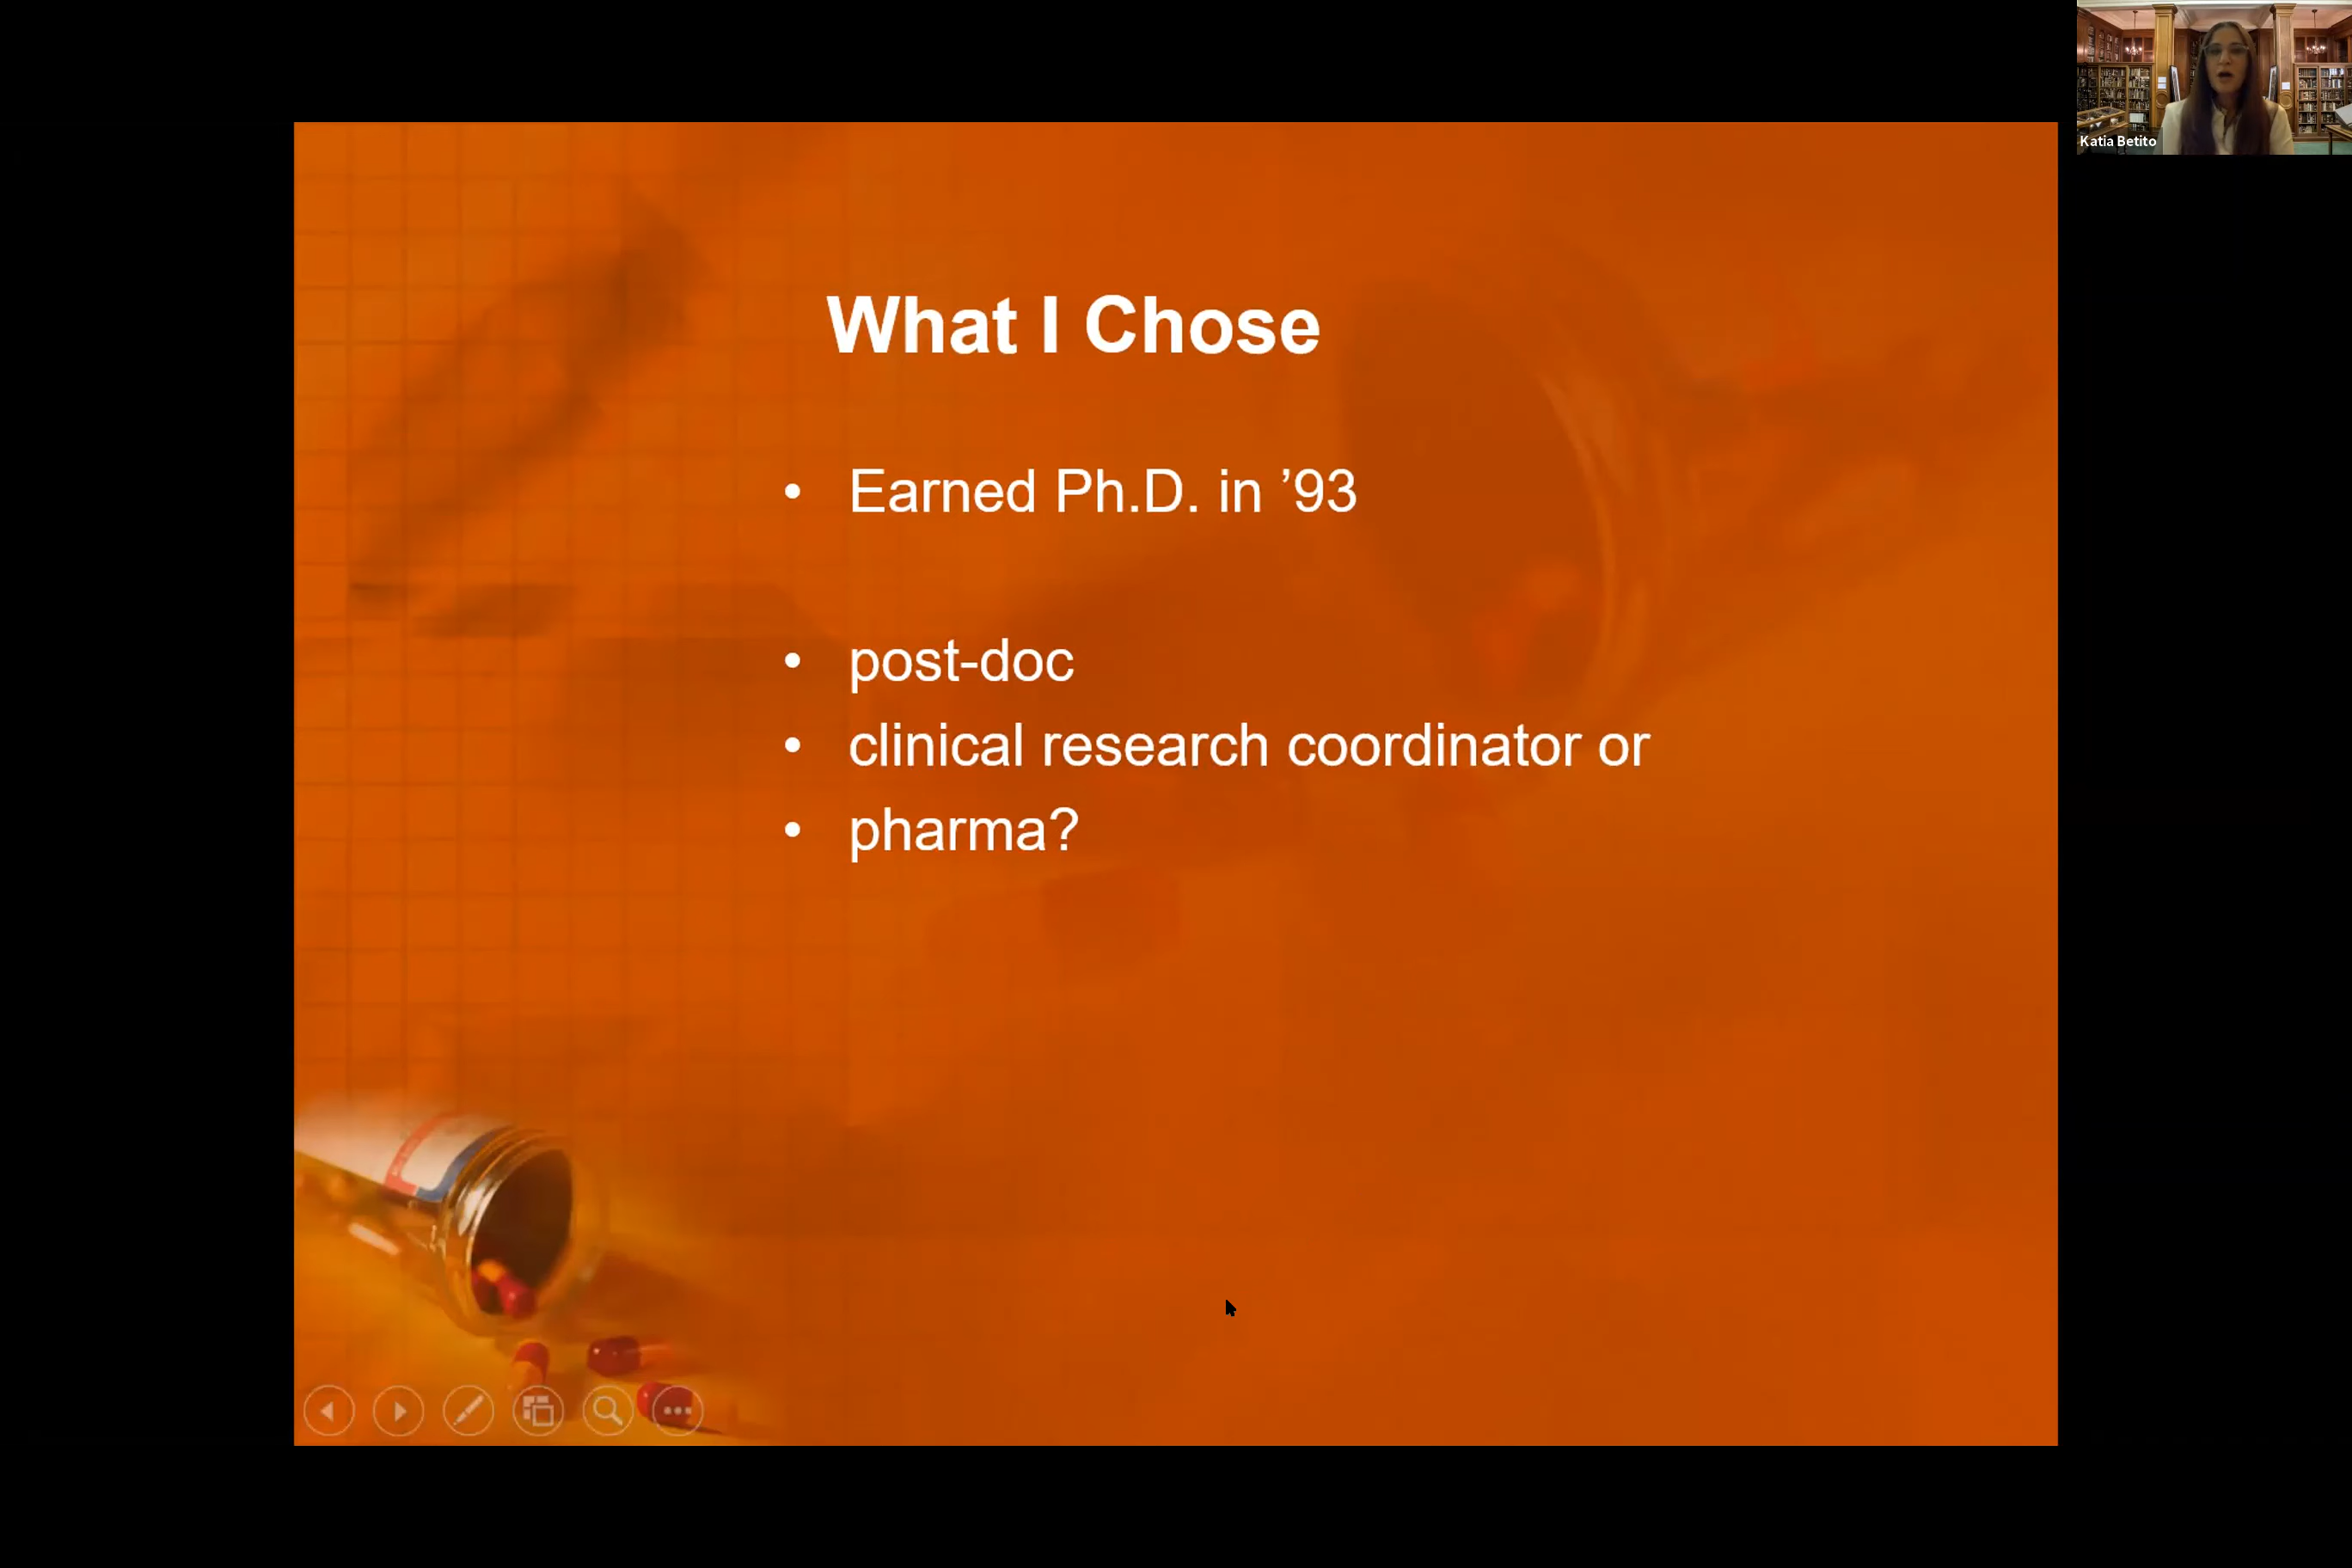 Katia Betito
What I Chose
• Earned Ph.D. in ’93
• post-doc
• clinical research coordinator or
• pharma?